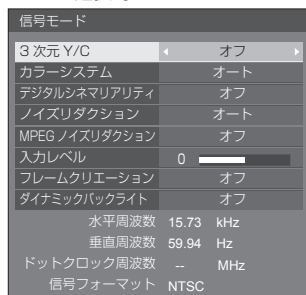 信号モード
3 次元 Y/C オフ
カラーシステム オート
デジタルシネマリアリティ オフ
ノイズリダクション オート
MPEG ノイズリダクション オフ
入力レベル 0
フレームクリエーション オフ
ダイナミックバックライト オフ
水平周波数 15.73 kHz
垂直周波数 59.94 Hz
ドットクロック周波数 -- MHz
信号フォーマット NTSC